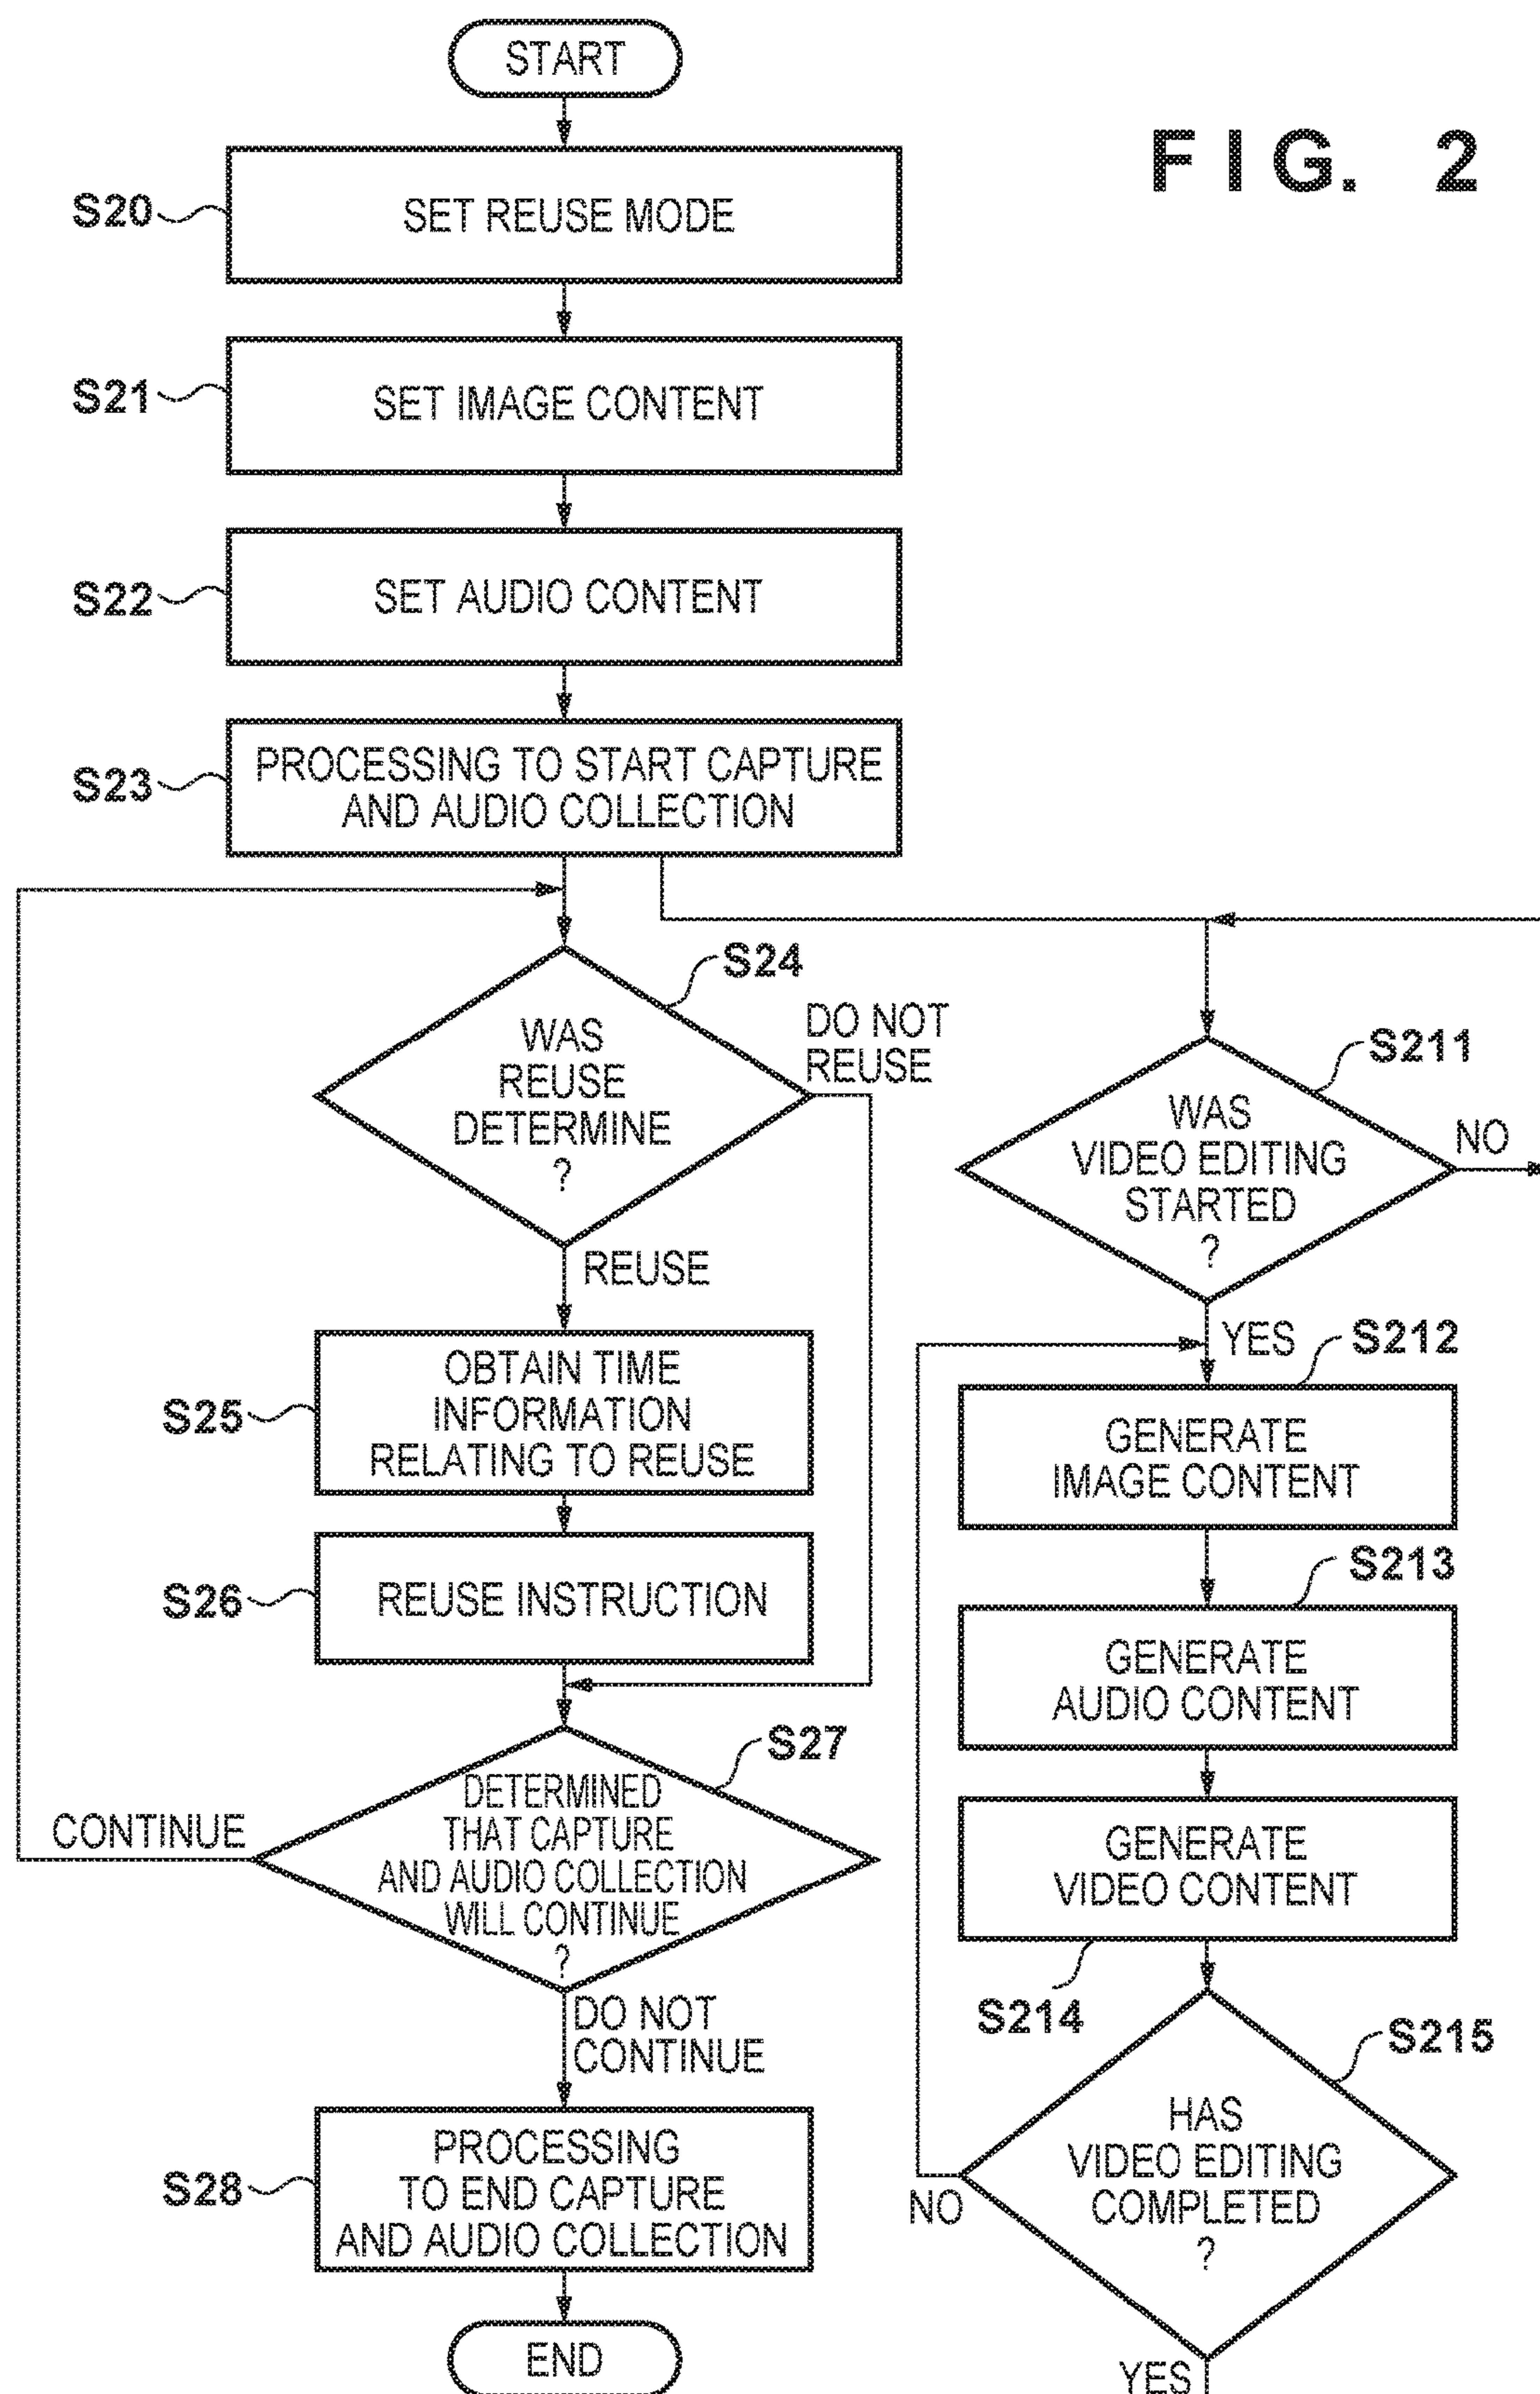 START
FIG. 2
S20
SET REUSE MODE
S21
SET IMAGE CONTENT
S22
SET AUDIO CONTENT
S23
PROCESSING TO START CAPTURE
AND AUDIO COLLECTION
S24
WAS
REUSE
DETERMINE
?
DO NOT
REUSE
REUSE
S25
OBTAIN TIME
INFORMATION
RELATING TO REUSE
S26
REUSE INSTRUCTION
S27
DETERMINED
THAT CAPTURE
AND AUDIO COLLECTION
WILL CONTINUE
?
CONTINUE
DO NOT
CONTINUE
S28
PROCESSING
TO END CAPTURE
AND AUDIO COLLECTION
END
S211
WAS
VIDEO EDITING
STARTED
?
NO
YES
S212
GENERATE
IMAGE CONTENT
S213
GENERATE
AUDIO CONTENT
GENERATE
VIDEO CONTENT
S214
S215
HAS
VIDEO EDITING
COMPLETED
?
NO
YES